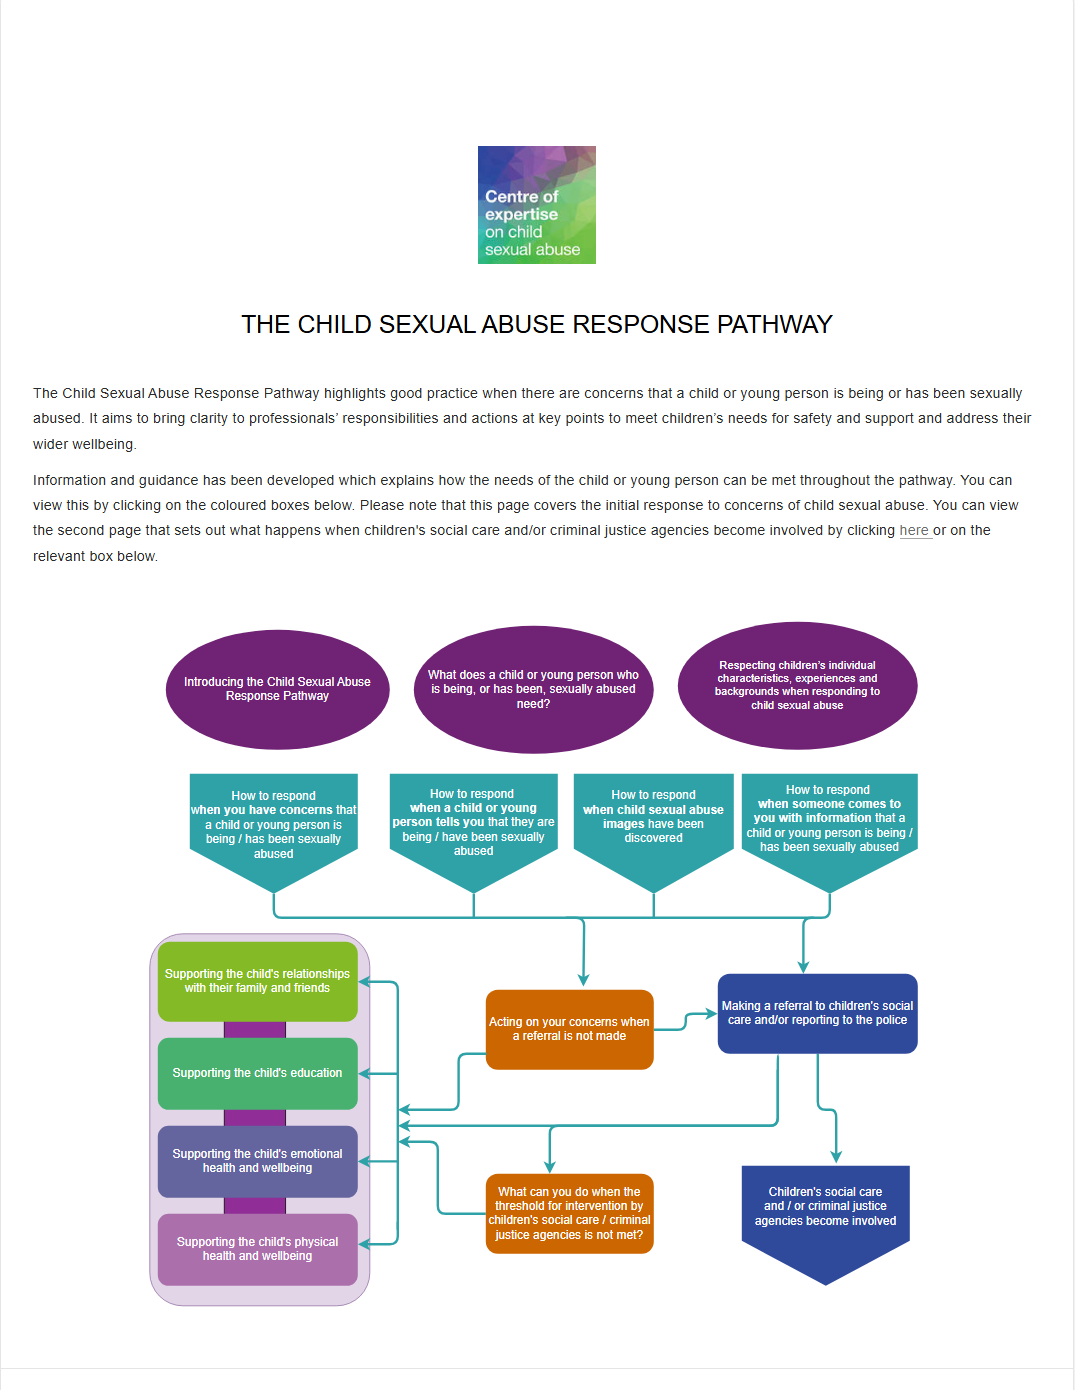 Centre of
expertise
on child
sexual abuse
THE CHILD SEXUAL ABUSE RESPONSE PATHWAY
The Child Sexual Abuse Response Pathway highlights good practice when there are concerns that a child or young person is being or has been sexually
abused. It aims to bring clarity to professionals’ responsibilities and actions at key points to meet children’s needs for safety and support and address their
wider wellbeing.
Information and guidance has been developed which explains how the needs of the child or young person can be met throughout the pathway. You can
view this by clicking on the coloured boxes below. Please note that this page covers the initial response to concerns of child sexual abuse. You can view
the second page that sets out what happens when children's social care and/or criminal justice agencies become involved by clicking here or on the
relevant box below.
Introducing the Child Sexual Abuse
Response Pathway
What does a child or young person who
is being, or has been, sexually abused
need?
Respecting children’s individual
characteristics, experiences and
backgrounds when responding to
child sexual abuse
How to respond
when you have concerns that
a child or young person is
being / has been sexually
abused
How to respond
when a child or young
person tells you that they are
being / have been sexually
abused
How to respond
when child sexual abuse
images have been
discovered
How to respond
when someone comes to
you with information that a
child or young person is being /
has been sexually abused
Supporting the child's relationships
with their family and friends
Acting on your concerns when
a referral is not made
Making a referral to children's social
care and/or reporting to the police
Supporting the child's education
Supporting the child's emotional
health and wellbeing
Supporting the child's physical
health and wellbeing
What can you do when the
threshold for intervention by
children's social care / criminal
justice agencies is not met?
Children's social care
and / or criminal justice
agencies become involved